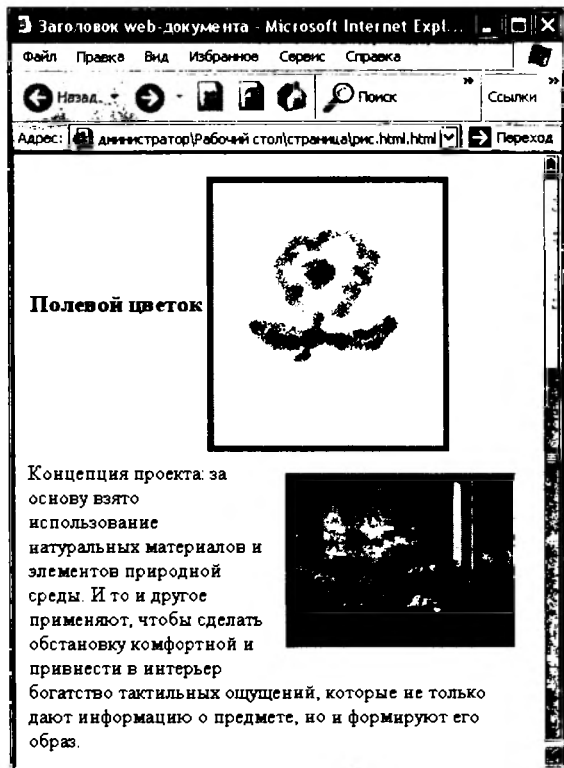 Заголовок web-документа - Microsoft Internet Expl...
Файл Правка Вид Избранное Сервис Справка
Назад Поиск Ссылки
Адрес: дминистратор\Рабочий стол\страница\рис.html.html Переход
Полевой цветок
Концепция проекта: за
основу взято
использование
натуральных материалов и
элементов природной
среды. И то и другое
применяют, чтобы сделать
обстановку комфортной и
привнести в интерьер
богатство тактильных ощущений, которые не только
дают информацию о предмете, но и формируют его
образ.